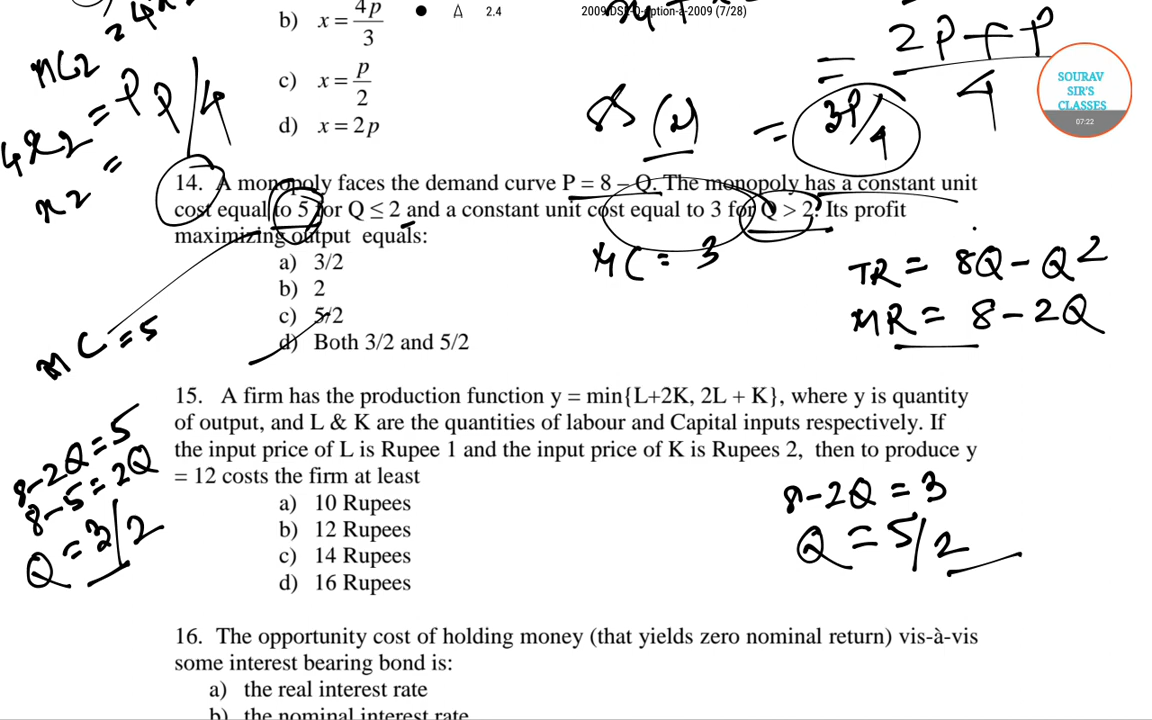 b) x = 4p/3
A 2.4
2009 DSE-Q-option-a-2009 (7/28)
= 2P + P / 4
= 3P/4
SOURAV
SIR'S
CLASSES
07:22
c) x = p/2
d) x = 2p
= P P/4
14. A monopoly faces the demand curve P = 8 – Q. The monopoly has a constant unit
cost equal to 5 for Q ≤ 2 and a constant unit cost equal to 3 for Q > 2. Its profit
maximizing output equals:
a) 3/2
b) 2
c) 5/2
d) Both 3/2 and 5/2
MC = 3
TR = 8Q - Q2
MR = 8 - 2Q
MC = 5
15. A firm has the production function y = min{L+2K, 2L + K}, where y is quantity
of output, and L & K are the quantities of labour and Capital inputs respectively. If
the input price of L is Rupee 1 and the input price of K is Rupees 2, then to produce y
= 12 costs the firm at least
a) 10 Rupees
b) 12 Rupees
c) 14 Rupees
d) 16 Rupees
8-2Q = 5
8-5 = 2Q
Q = 3/2
8-2Q = 3
Q = 5/2
16. The opportunity cost of holding money (that yields zero nominal return) vis-à-vis
some interest bearing bond is:
a) the real interest rate
b) the nominal interest rate